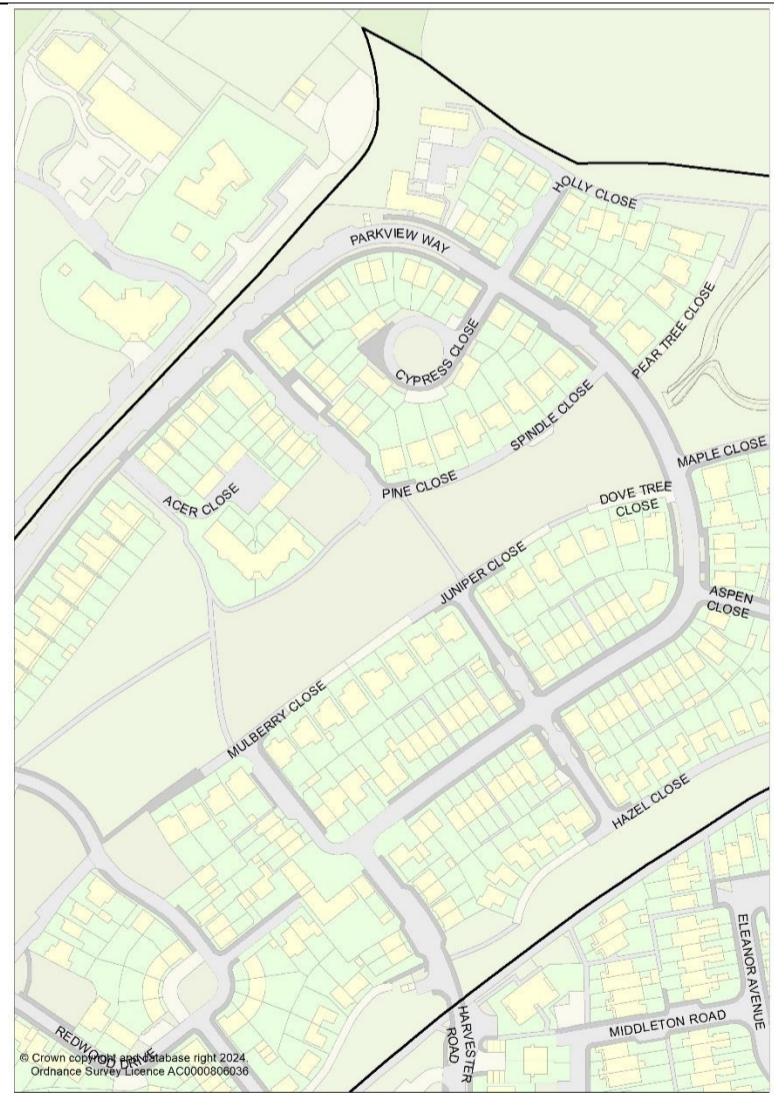 HOLLY CLOSE
PARKVIEW WAY
PEAR TREE CLOSE
CYPRESS CLOSE
SPINDLE CLOSE
MAPLE CLOSE
PINE CLOSE
ACER CLOSE
DOVE TREE
CLOSE
JUNIPER CLOSE
ASPEN
CLOSE
MULBERRY CLOSE
HAZEL CLOSE
ELEANOR AVENUE
HARVESTER
ROAD
MIDDLETON ROAD
REDWOOD DRIVE
© Crown copyright and database right 2024.
Ordnance Survey Licence AC0000806036